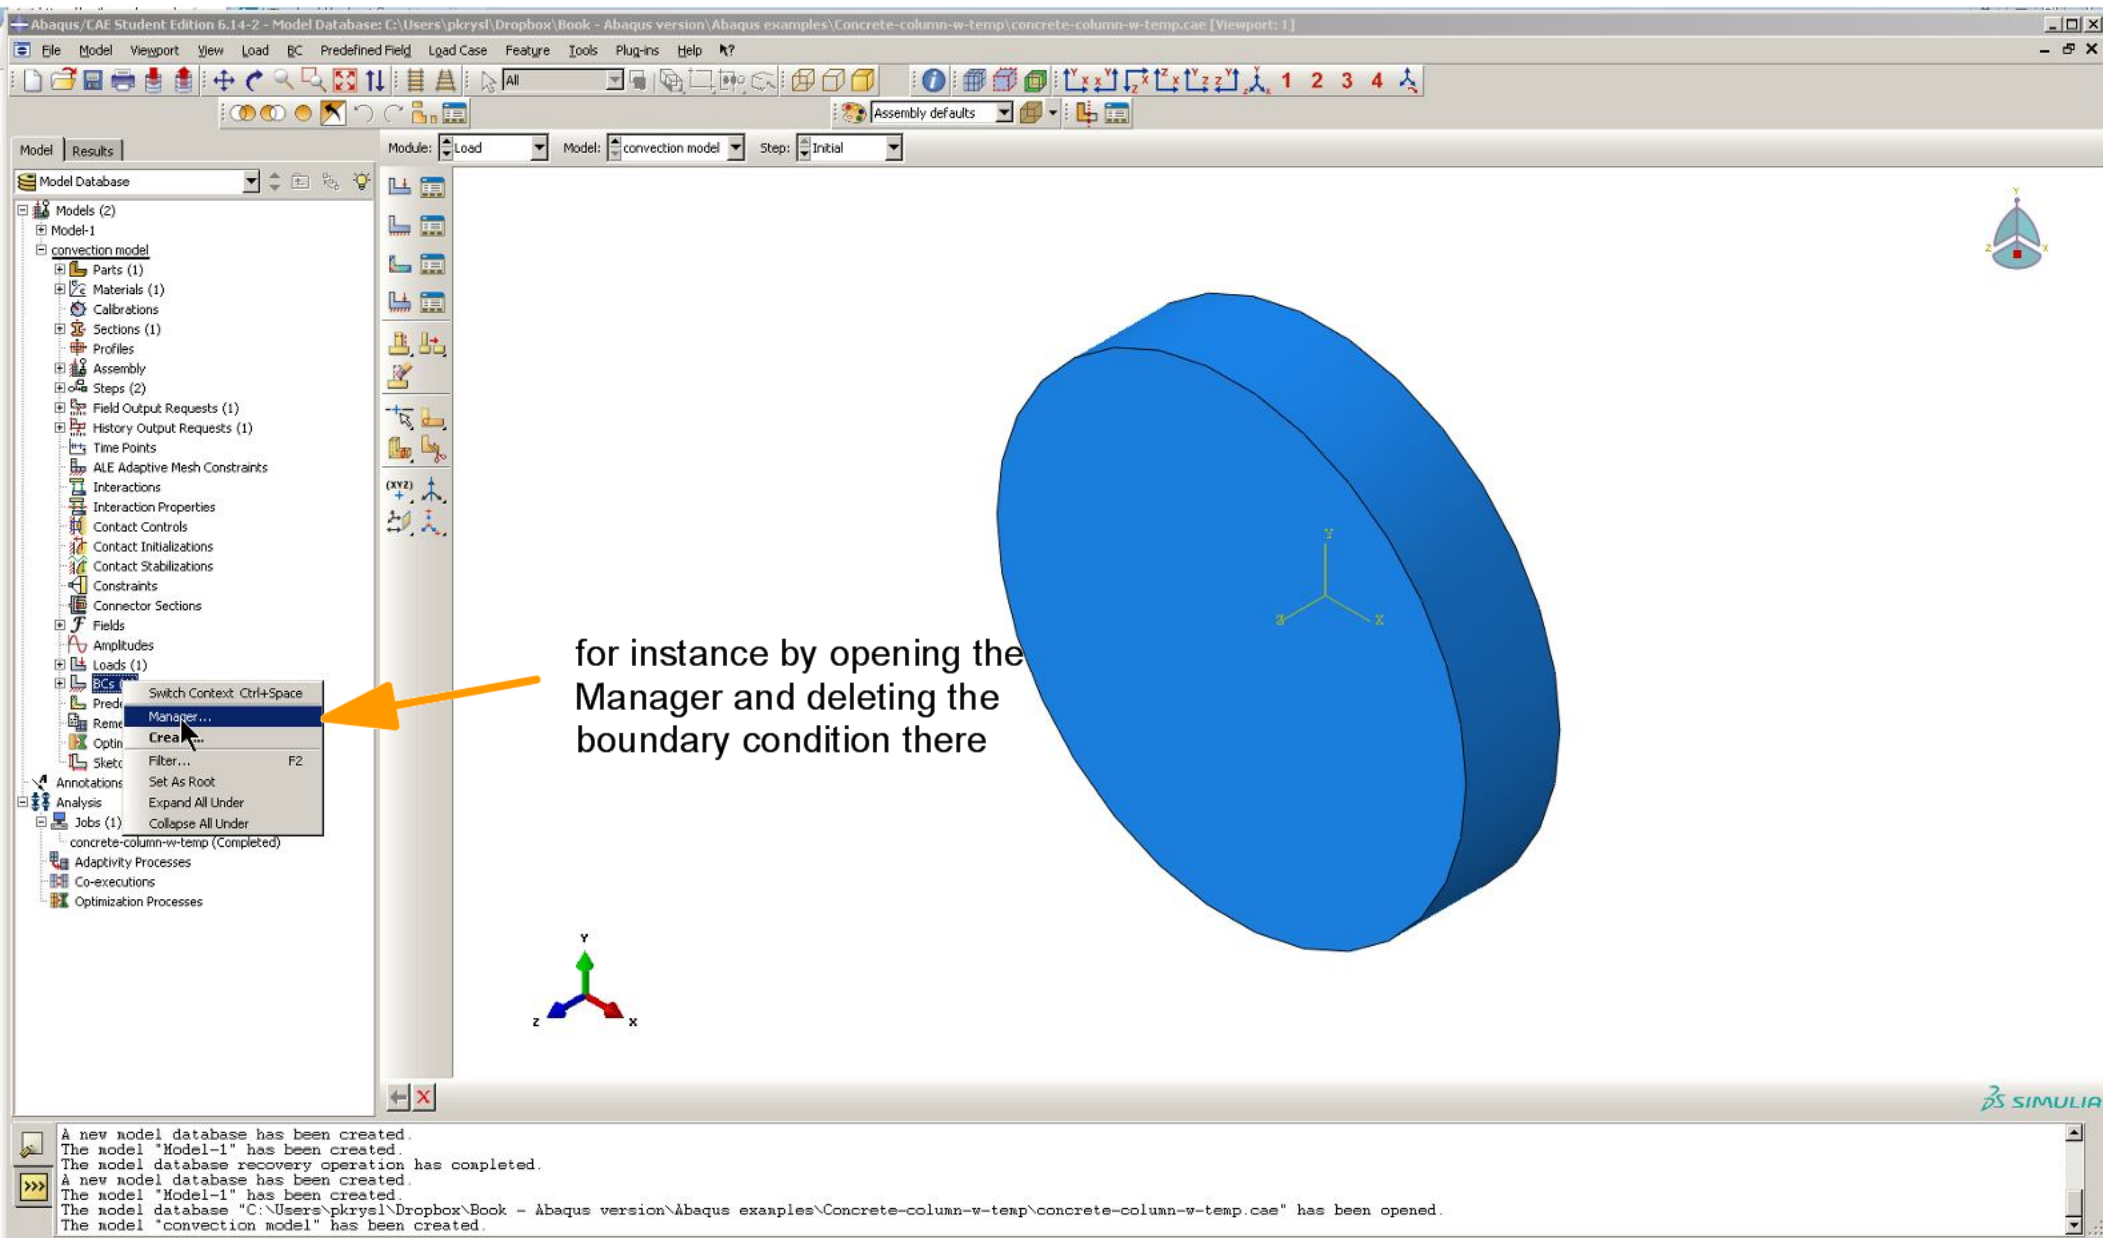 Abaqus/CAE Student Edition 6.14-2 - Model Database: C:\Users\pkrysl\Dropbox\Book - Abaqus version\Abaqus examples\Concrete-column-w-temp\concrete-column-w-temp.cae [Viewport: 1]
File Model Viewport View Load BC Predefined Field Load Case Feature Tools Plug-ins Help
All
1 2 3 4
Assembly defaults
Model Results
Module: Load Model: convection model Step: Initial
Model Database
Models (2)
Model-1
convection model
Parts (1)
Materials (1)
Calibrations
Sections (1)
Profiles
Assembly
Steps (2)
Field Output Requests (1)
History Output Requests (1)
Time Points
ALE Adaptive Mesh Constraints
Interactions
Interaction Properties
Contact Controls
Contact Initializations
Contact Stabilizations
Constraints
Connector Sections
Fields
Amplitudes
Loads (1)
BCs
Prede
Reme
Optin
Sketc
Annotations
Analysis
Jobs (1)
concrete-column-w-temp (Completed)
Adaptivity Processes
Co-executions
Optimization Processes
Switch Context Ctrl+Space
Manager...
Crea
Filter... F2
Set As Root
Expand All Under
Collapse All Under
(XYZ)
for instance by opening the
Manager and deleting the
boundary condition there
Y
Z X
Y
Z X
Y
Z X
SIMULIA
A new model database has been created.
The model "Model-1" has been created.
The model database recovery operation has completed.
A new model database has been created.
The model "Model-1" has been created.
The model database "C:\Users\pkrysl\Dropbox\Book - Abaqus version\Abaqus examples\Concrete-column-w-temp\concrete-column-w-temp.cae" has been opened.
The model "convection model" has been created.